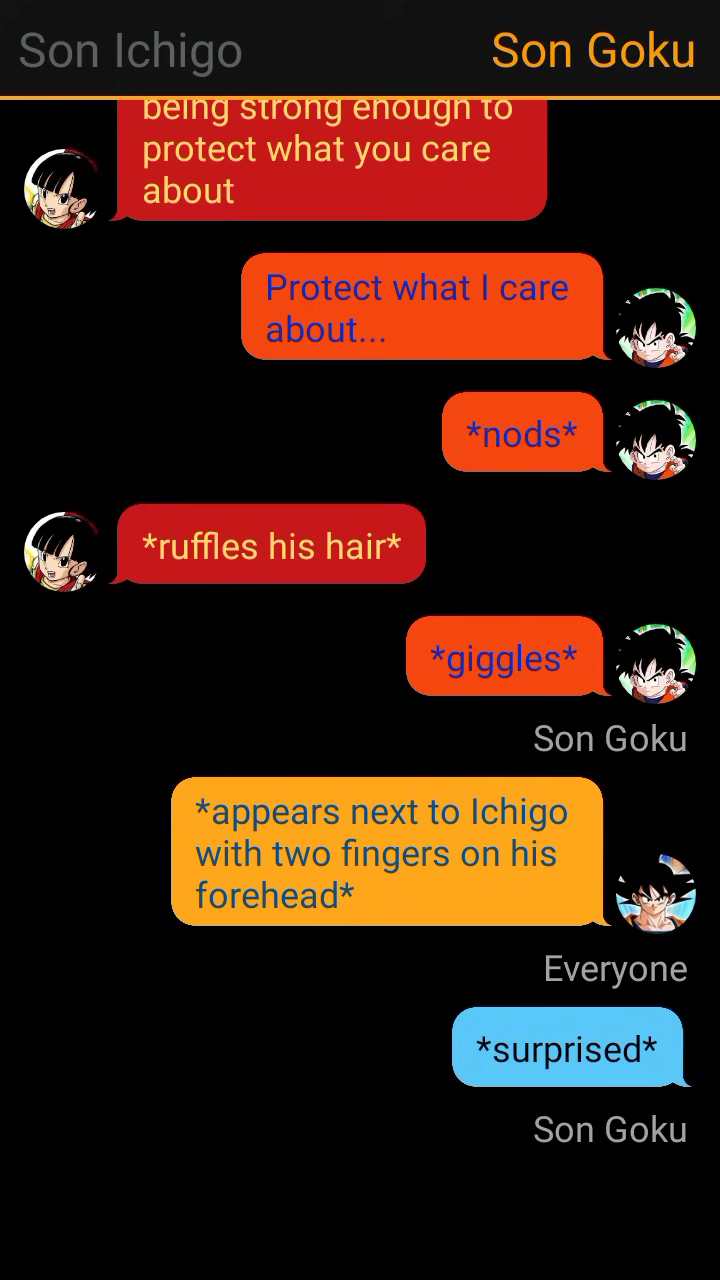 Son Ichigo
Son Goku
being strong enough to
protect what you care
about
Protect what I care
about...
*nods*
*ruffles his hair*
*giggles*
Son Goku
*appears next to Ichigo
with two fingers on his
forehead*
Everyone
*surprised*
Son Goku